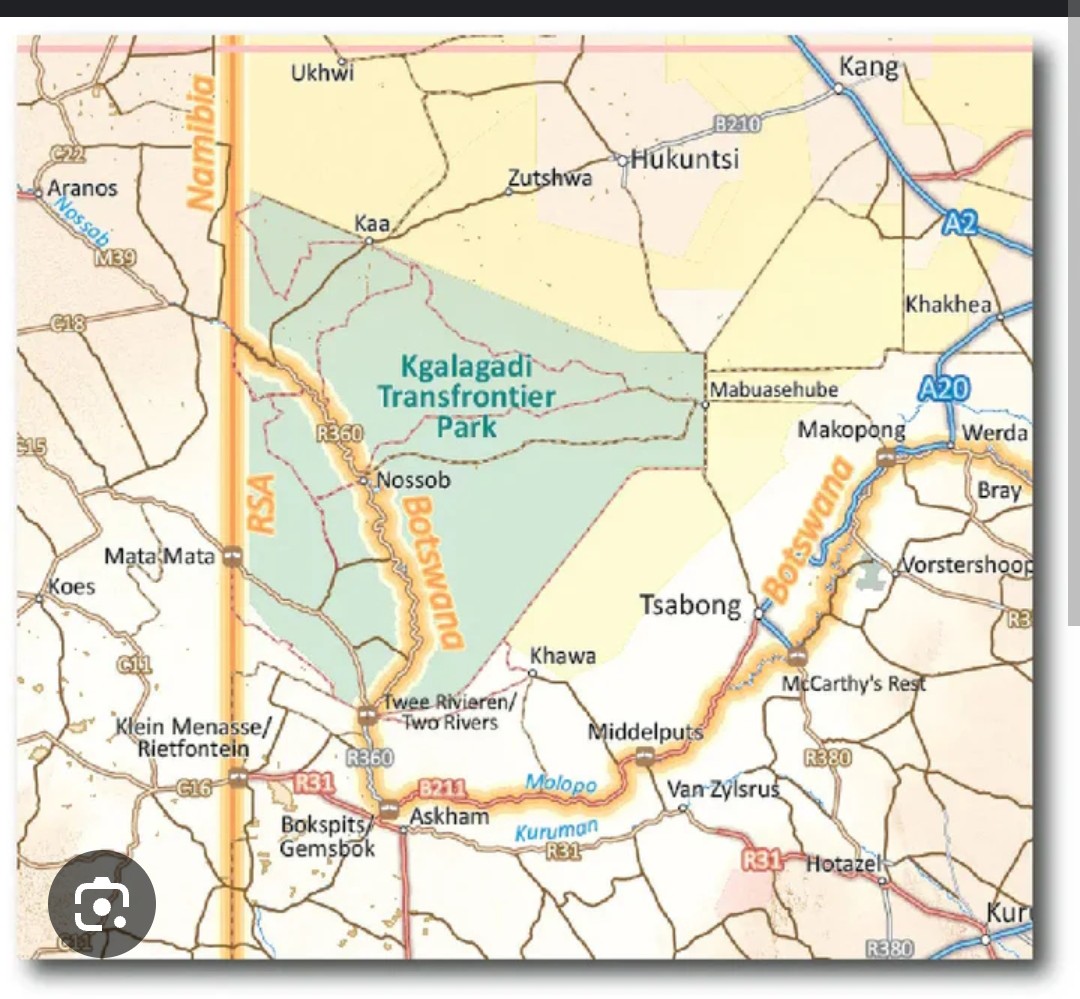 Ukhwi
Kang
Namibia
B210
C22
Hukuntsi
Aranos
Zutshwa
Nossob
Kaa
A2
M39
Khakhea
C18
Kgalagadi
Transfrontier
Park
A20
Mabuasehube
R360
Makopong
Werda
C15
Nossob
Bray
RSA
Botswana
Botswana
Mata Mata
Vorstershoop
Koes
Tsabong
R3
Khawa
C11
McCarthy's Rest
Twee Rivieren/
Two Rivers
Klein Menasse/
Rietfontein
Middelputs
R360
R380
C16
R31
B211
Molopo
Van Zylsrus
Bokspits/
Gemsbok
Askham
Kuruman
R31
R31
Hotazel
Kuru
C11
R380